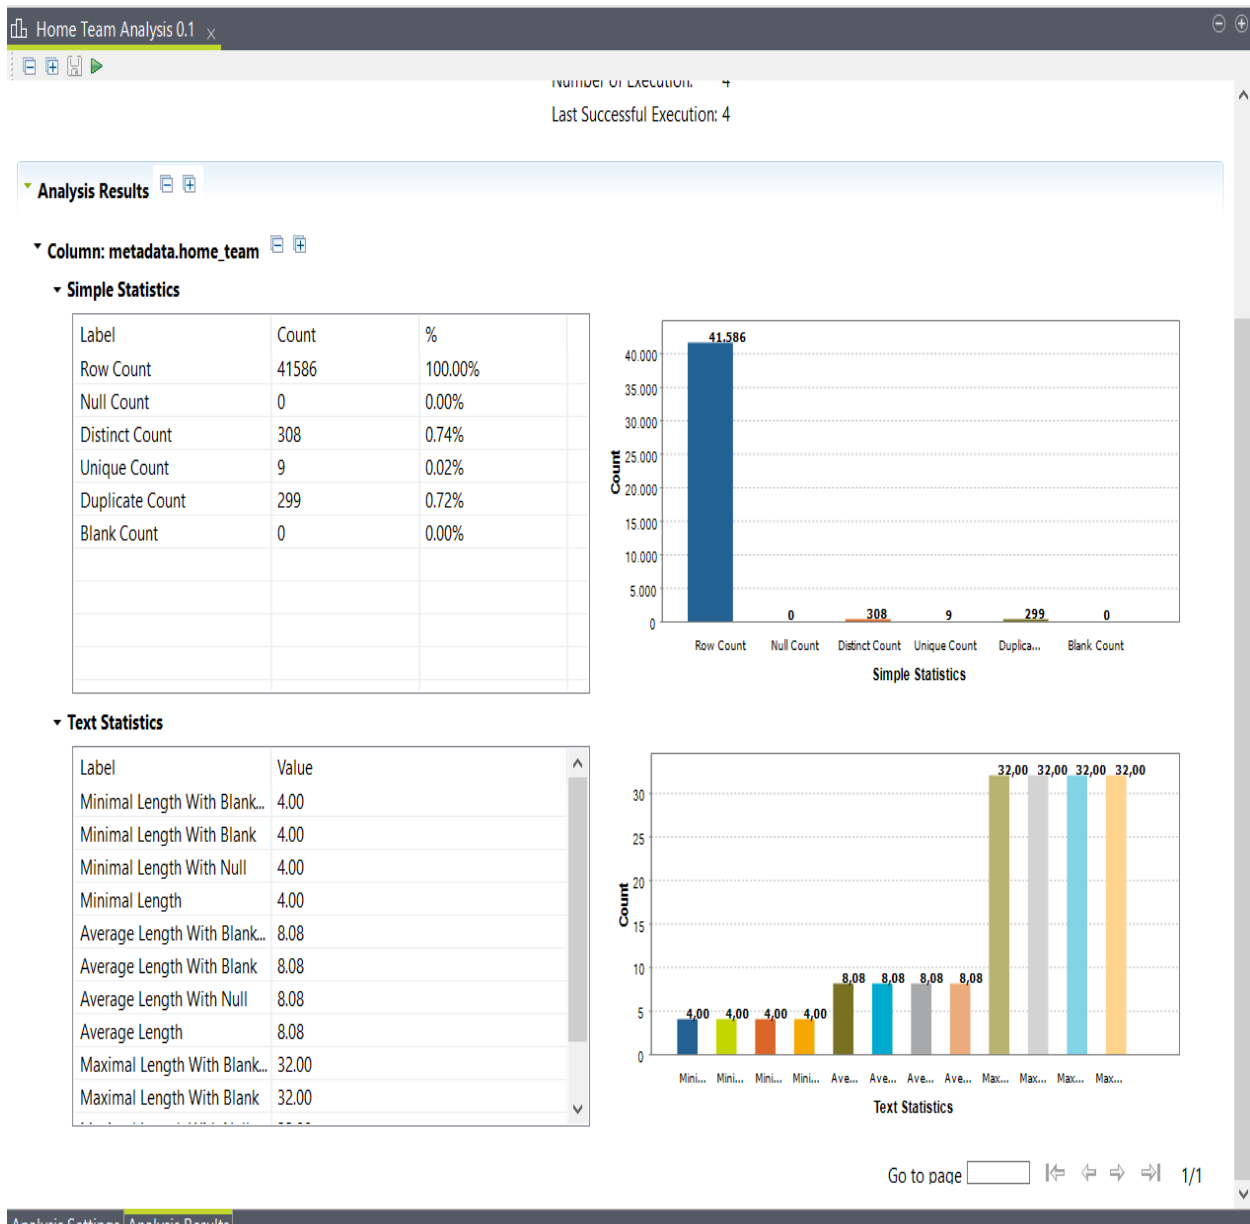 Home Team Analysis 0.1 x
Number of Execution: 4
Last Successful Execution: 4
Analysis Results
Column: metadata.home_team
Simple Statistics
Label Count %
Row Count 41586 100.00%
Null Count 0 0.00%
Distinct Count 308 0.74%
Unique Count 9 0.02%
Duplicate Count 299 0.72%
Blank Count 0 0.00%
41.586
40.000
35.000
30.000
25.000
20.000
15.000
10.000
5.000
0
Count
0 308 9 299 0
Row Count Null Count Distinct Count Unique Count Duplica... Blank Count
Simple Statistics
Text Statistics
Label Value
Minimal Length With Blank... 4.00
Minimal Length With Blank 4.00
Minimal Length With Null 4.00
Minimal Length 4.00
Average Length With Blank... 8.08
Average Length With Blank 8.08
Average Length With Null 8.08
Average Length 8.08
Maximal Length With Blank... 32.00
Maximal Length With Blank 32.00
32,00 32,00 32,00 32,00
30
25
20
15
10
5
0
Count
8,08 8,08 8,08 8,08
4,00 4,00 4,00 4,00
Mini... Mini... Mini... Mini... Ave... Ave... Ave... Ave... Max... Max... Max... Max...
Text Statistics
Go to page 1/1
Analysis Settings Analysis Results